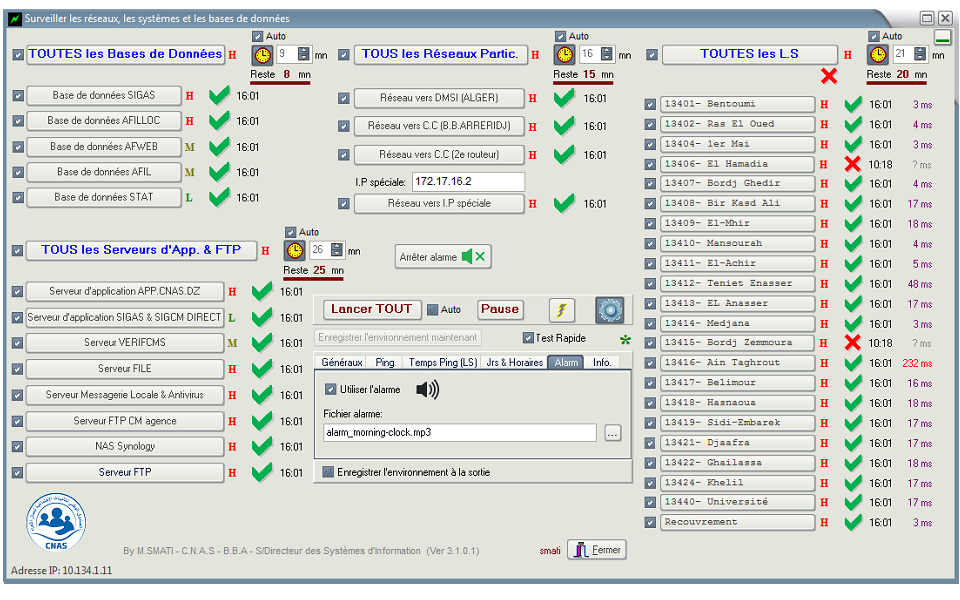 Surveiller les réseaux, les systèmes et les bases de données
Auto
TOUTES les Bases de Données H 9 mn
Reste 8 mn
Base de données SIGAS H 16:01
Base de données AFILLOC H 16:01
Base de données AFWEB M 16:01
Base de données AFIL M 16:01
Base de données STAT L 16:01
Auto
TOUS les Réseaux Partic. H 16 mn
Reste 15 mn
Réseau vers DMSI (ALGER) H 16:01
Réseau vers C.C (B.B.ARRERIDJ) H 16:01
Réseau vers C.C (2e routeur) H 16:01
I.P spéciale: 172.17.16.2
Réseau vers I.P spéciale H 16:01
Auto
TOUTES les L.S H 21 mn
Reste 20 mn
13401- Bentoumi H 16:01 3 ms
13402- Ras El Oued H 16:01 4 ms
13404- 1er Mai H 16:01 3 ms
13406- El Hamadia H 10:18 ? ms
13407- Bordj Ghedir H 16:01 4 ms
13408- Bir Kasd Ali H 16:01 17 ms
13409- El-Mhir H 16:01 18 ms
13410- Mansourah H 16:01 4 ms
13411- El-Achir H 16:01 5 ms
13412- Teniet Enasser H 16:01 48 ms
13413- EL Anasser H 16:01 17 ms
13414- Medjana H 16:01 3 ms
13415- Bordj Zemmoura H 10:18 ? ms
13416- Ain Taghrout H 16:01 232 ms
13417- Belimour H 16:01 16 ms
13418- Hasnaoua H 16:01 18 ms
13419- Sidi-Embarek H 16:01 17 ms
13421- Djaafra H 16:01 17 ms
13422- Ghailassa H 16:01 18 ms
13424- Khelil H 16:01 17 ms
13440- Université H 16:01 17 ms
Recouvrement H 16:01 3 ms
Auto
TOUS les Serveurs d'App. & FTP H 26 mn
Reste 25 mn
Serveur d'application APP.CNAS.DZ H 16:01
Serveur d'application SIGAS & SIGCM DIRECT L 16:01
Serveur VERIFCMS M 16:01
Serveur FILE H 16:01
Serveur Messagerie Locale & Antivirus H 16:01
Serveur FTP CM agence H 16:01
NAS Synology H 16:01
Serveur FTP H 16:01
Arrêter alarme
Lancer TOUT Auto Pause
Enregistrer l'environnement maintenant Test Rapide *
Généraux Ping Temps Ping (LS) Jrs & Horaires Alarm Info.
Utiliser l'alarme
Fichier alarme:
alarm_morning-clock.mp3 ...
Enregistrer l'environnement à la sortie
CNAS
By M.SMATI - C.N.A.S - B.B.A - S/Directeur des Systèmes d'Information (Ver 3.1.0.1) smati Fermer
Adresse IP: 10.134.1.11